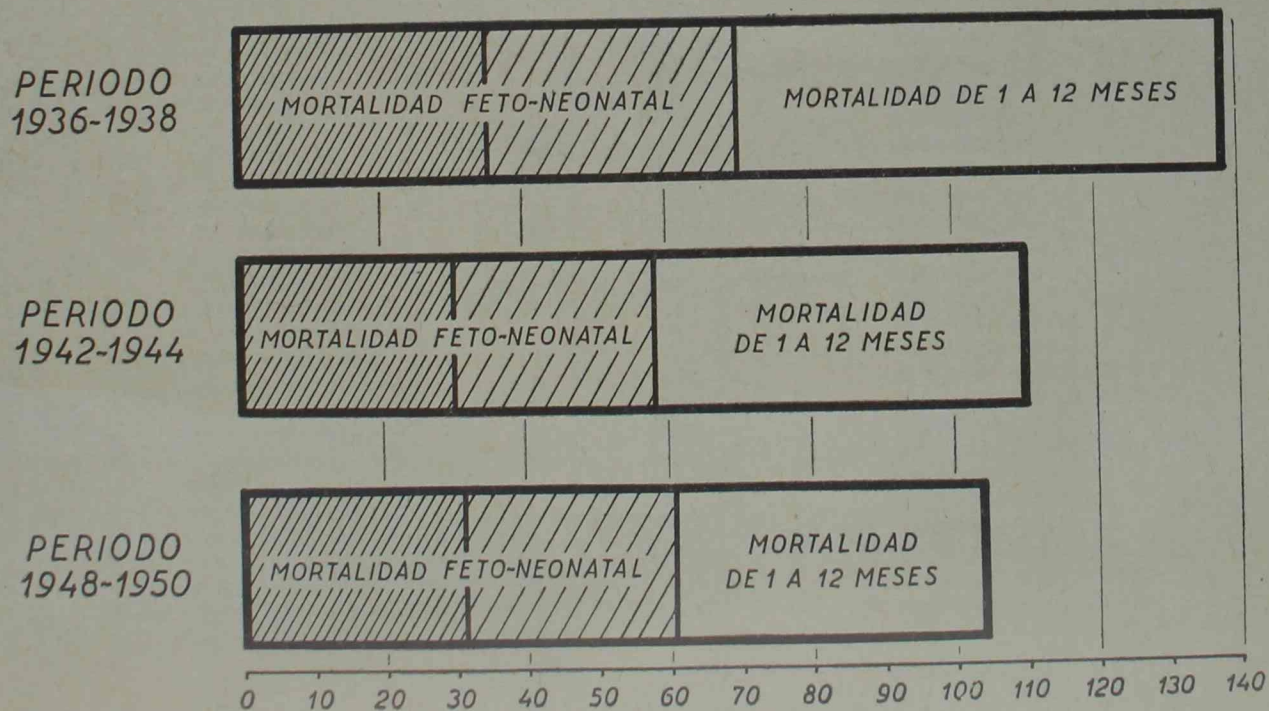 PERIODO
1936-1938
MORTALIDAD FETO-NEONATAL
MORTALIDAD DE 1 A 12 MESES
PERIODO
1942-1944
MORTALIDAD FETO-NEONATAL
MORTALIDAD
DE 1 A 12 MESES
PERIODO
1948-1950
MORTALIDAD FETO-NEONATAL
MORTALIDAD
DE 1 A 12 MESES
0 10 20 30 40 50 60 70 80 90 100 110 120 130 140